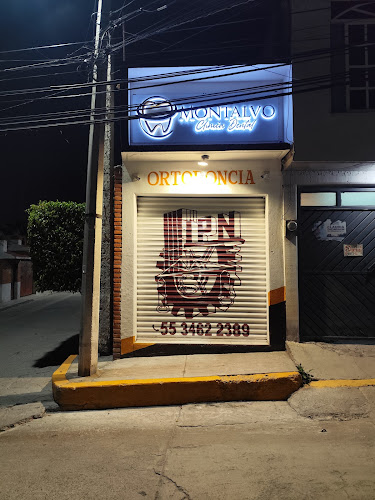 MONTALVO
Clínica Dental
ORTODONCIA
IPN
55 3462 2389